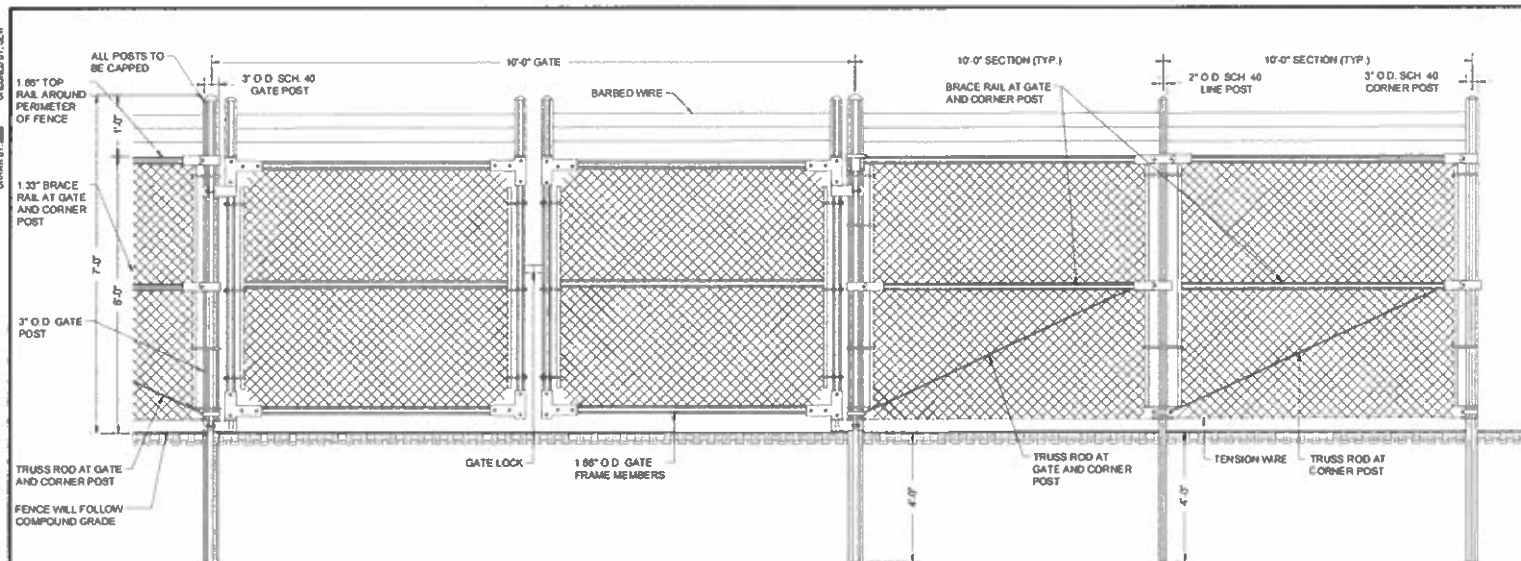 ALL POSTS TO
BE CAPPED
1.66" TOP
RAIL AROUND
PERIMETER
OF FENCE
3" O.D. SCH. 40
GATE POST
10'-0" GATE
BARBED WIRE
BRACE RAIL AT GATE
AND CORNER POST
10'-0" SECTION (TYP.)
2" O.D. SCH. 40
LINE POST
10'-0" SECTION (TYP.)
3" O.D. SCH. 40
CORNER POST
1'-0"
1.33" BRACE
RAIL AT GATE
AND CORNER
POST
7'-0"
6'-0"
3" O.D. GATE
POST
TRUSS ROD AT GATE
AND CORNER POST
FENCE WILL FOLLOW
COMPOUND GRADE
GATE LOCK
1.66" O.D. GATE
FRAME MEMBERS
4'-0"
TRUSS ROD AT
GATE AND CORNER
POST
4'-0"
TENSION WIRE
TRUSS ROD AT
CORNER POST